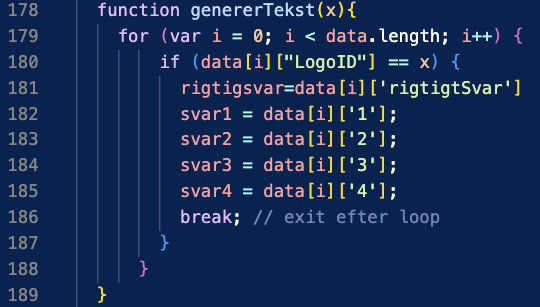 178 function genererTekst(x){
179 for (var i = 0; i < data.length; i++) {
180 if (data[i]["LogoID"] == x) {
181 rigtigsvar=data[i]['rigtigtSvar']
182 svar1 = data[i]['1'];
183 svar2 = data[i]['2'];
184 svar3 = data[i]['3'];
185 svar4 = data[i]['4'];
186 break; // exit efter loop
187 }
188 }
189 }